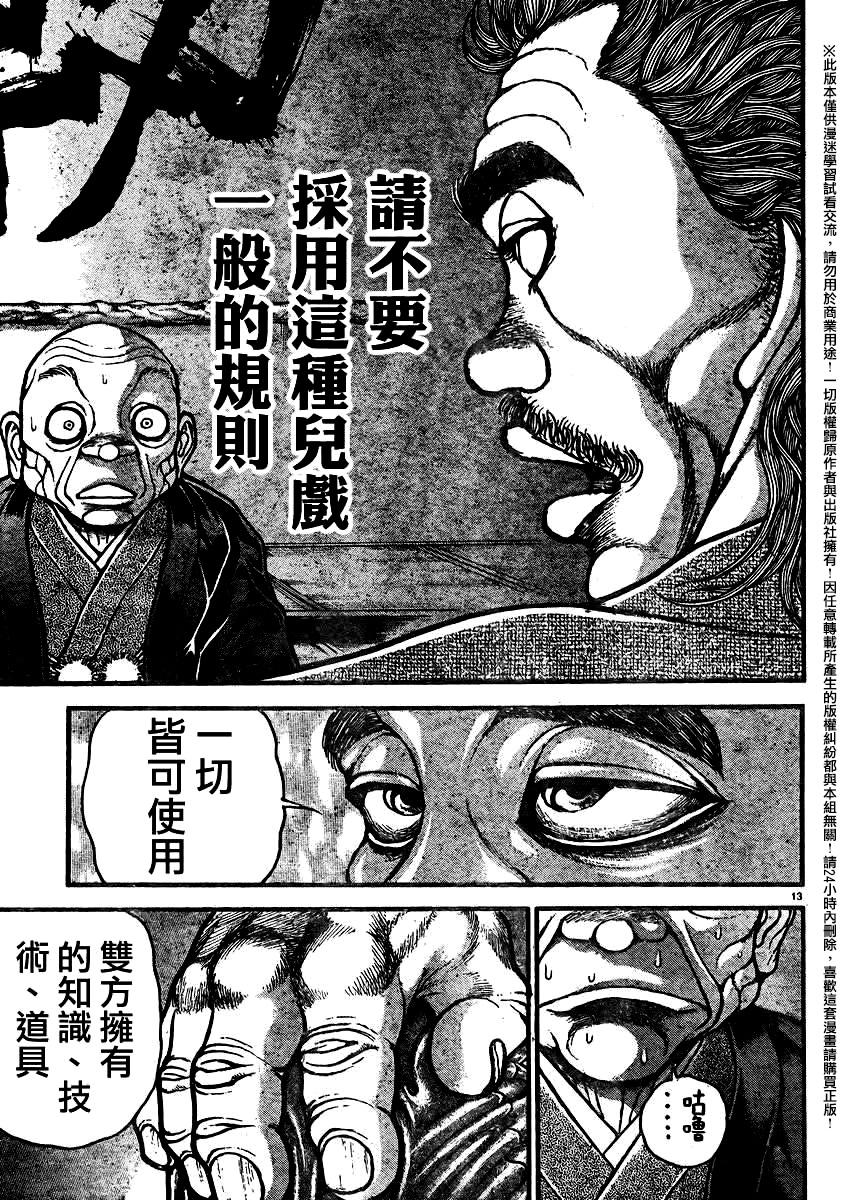 請不要
採用這種兒戲
一般的規則
一切
皆可使用
13
咕嚕
……
雙方擁有
的知識、技
術、道具
※此版本僅供漫迷學習試看交流，請勿用於商業用途！一切版權歸原作者與出版社擁有！因任意轉載所產生的版權糾紛都與本組無關！請24小時內刪除，喜歡這套漫畫請購買正版！